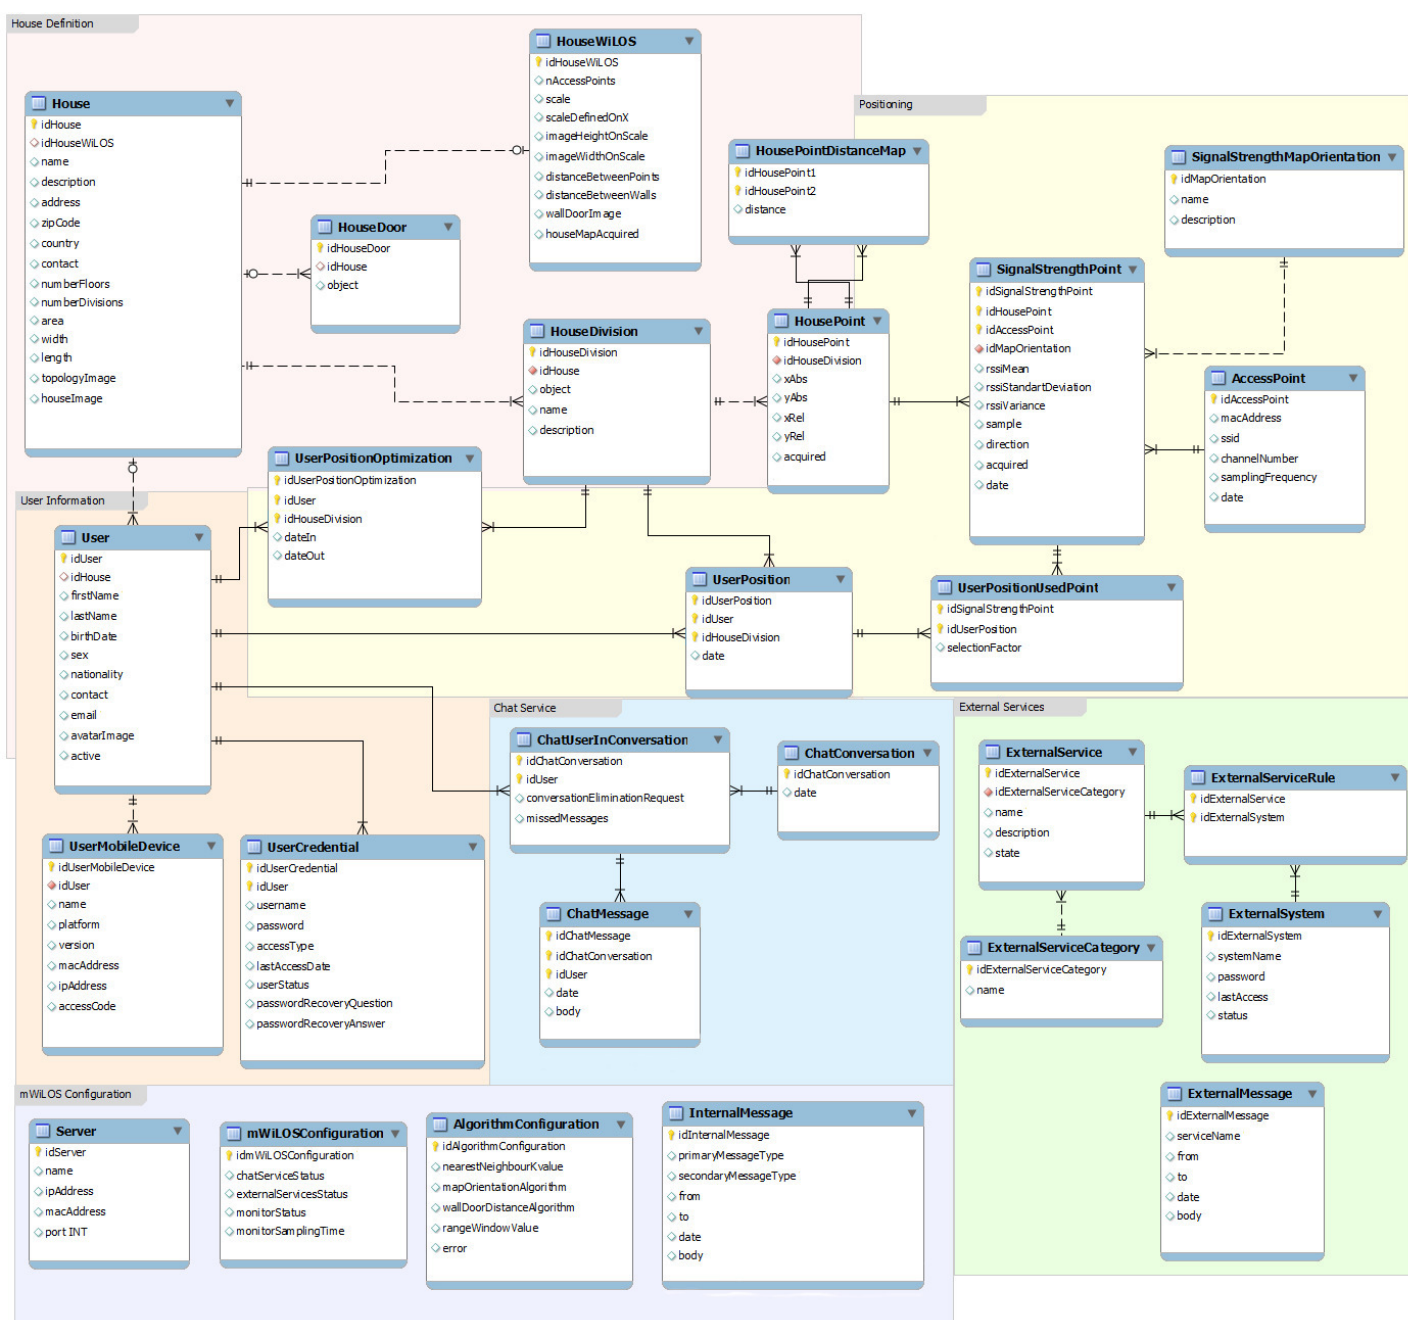 House Definition
HouseWiLOS
idHouseWiLOS
nAccessPoints
scale
scaleDefinedOnX
imageHeightOnScale
imageWidthOnScale
distanceBetweenPoints
distanceBetweenWalls
wallDoorImage
houseMapAcquired
House
idHouse
idHouseWiLOS
name
description
address
zipCode
country
contact
numberFloors
numberDivisions
area
width
length
topologyImage
houseImage
HouseDoor
idHouseDoor
idHouse
object
HouseDivision
idHouseDivision
idHouse
object
name
description
Positioning
HousePointDistanceMap
idHousePoint1
idHousePoint2
distance
SignalStrengthMapOrientation
idMapOrientation
name
description
HousePoint
idHousePoint
idHouseDivision
xAbs
yAbs
xRel
yRel
acquired
SignalStrengthPoint
idSignalStrengthPoint
idHousePoint
idAccessPoint
idMapOrientation
rssiMean
rssiStandartDeviation
rssiVariance
sample
direction
acquired
date
AccessPoint
idAccessPoint
macAddress
ssid
channelNumber
samplingFrequency
date
UserPositionOptimization
idUserPositionOptimization
idUser
idHouseDivision
dateIn
dateOut
UserPosition
idUserPosition
idUser
idHouseDivision
date
UserPositionUsedPoint
idSignalStrengthPoint
idUserPosition
selectionFactor
User Information
User
idUser
idHouse
firstName
lastName
birthDate
sex
nationality
contact
email
avatarImage
active
UserMobileDevice
idUserMobileDevice
idUser
name
platform
version
macAddress
ipAddress
accessCode
UserCredential
idUserCredential
idUser
username
password
accessType
lastAccessDate
userStatus
passwordRecoveryQuestion
passwordRecoveryAnswer
Chat Service
ChatUserInConversation
idChatConversation
idUser
conversationEliminationRequest
missedMessages
ChatConversation
idChatConversation
date
ChatMessage
idChatMessage
idChatConversation
idUser
date
body
External Services
ExternalService
idExternalService
idExternalServiceCategory
name
description
state
ExternalServiceRule
idExternalService
idExternalSystem
ExternalServiceCategory
idExternalServiceCategory
name
ExternalSystem
idExternalSystem
systemName
password
lastAccess
status
ExternalMessage
idExternalMessage
serviceName
from
to
date
body
mWiLOS Configuration
Server
idServer
name
ipAddress
macAddress
port INT
mWiLOSConfiguration
idmWiLOSConfiguration
chatServiceStatus
externalServicesStatus
monitorStatus
monitorSamplingTime
AlgorithmConfiguration
idAlgorithmConfiguration
nearestNeighbourKvalue
mapOrientationAlgorithm
wallDoorDistanceAlgorithm
rangeWindowValue
error
InternalMessage
idInternalMessage
primaryMessageType
secondaryMessageType
from
to
date
body